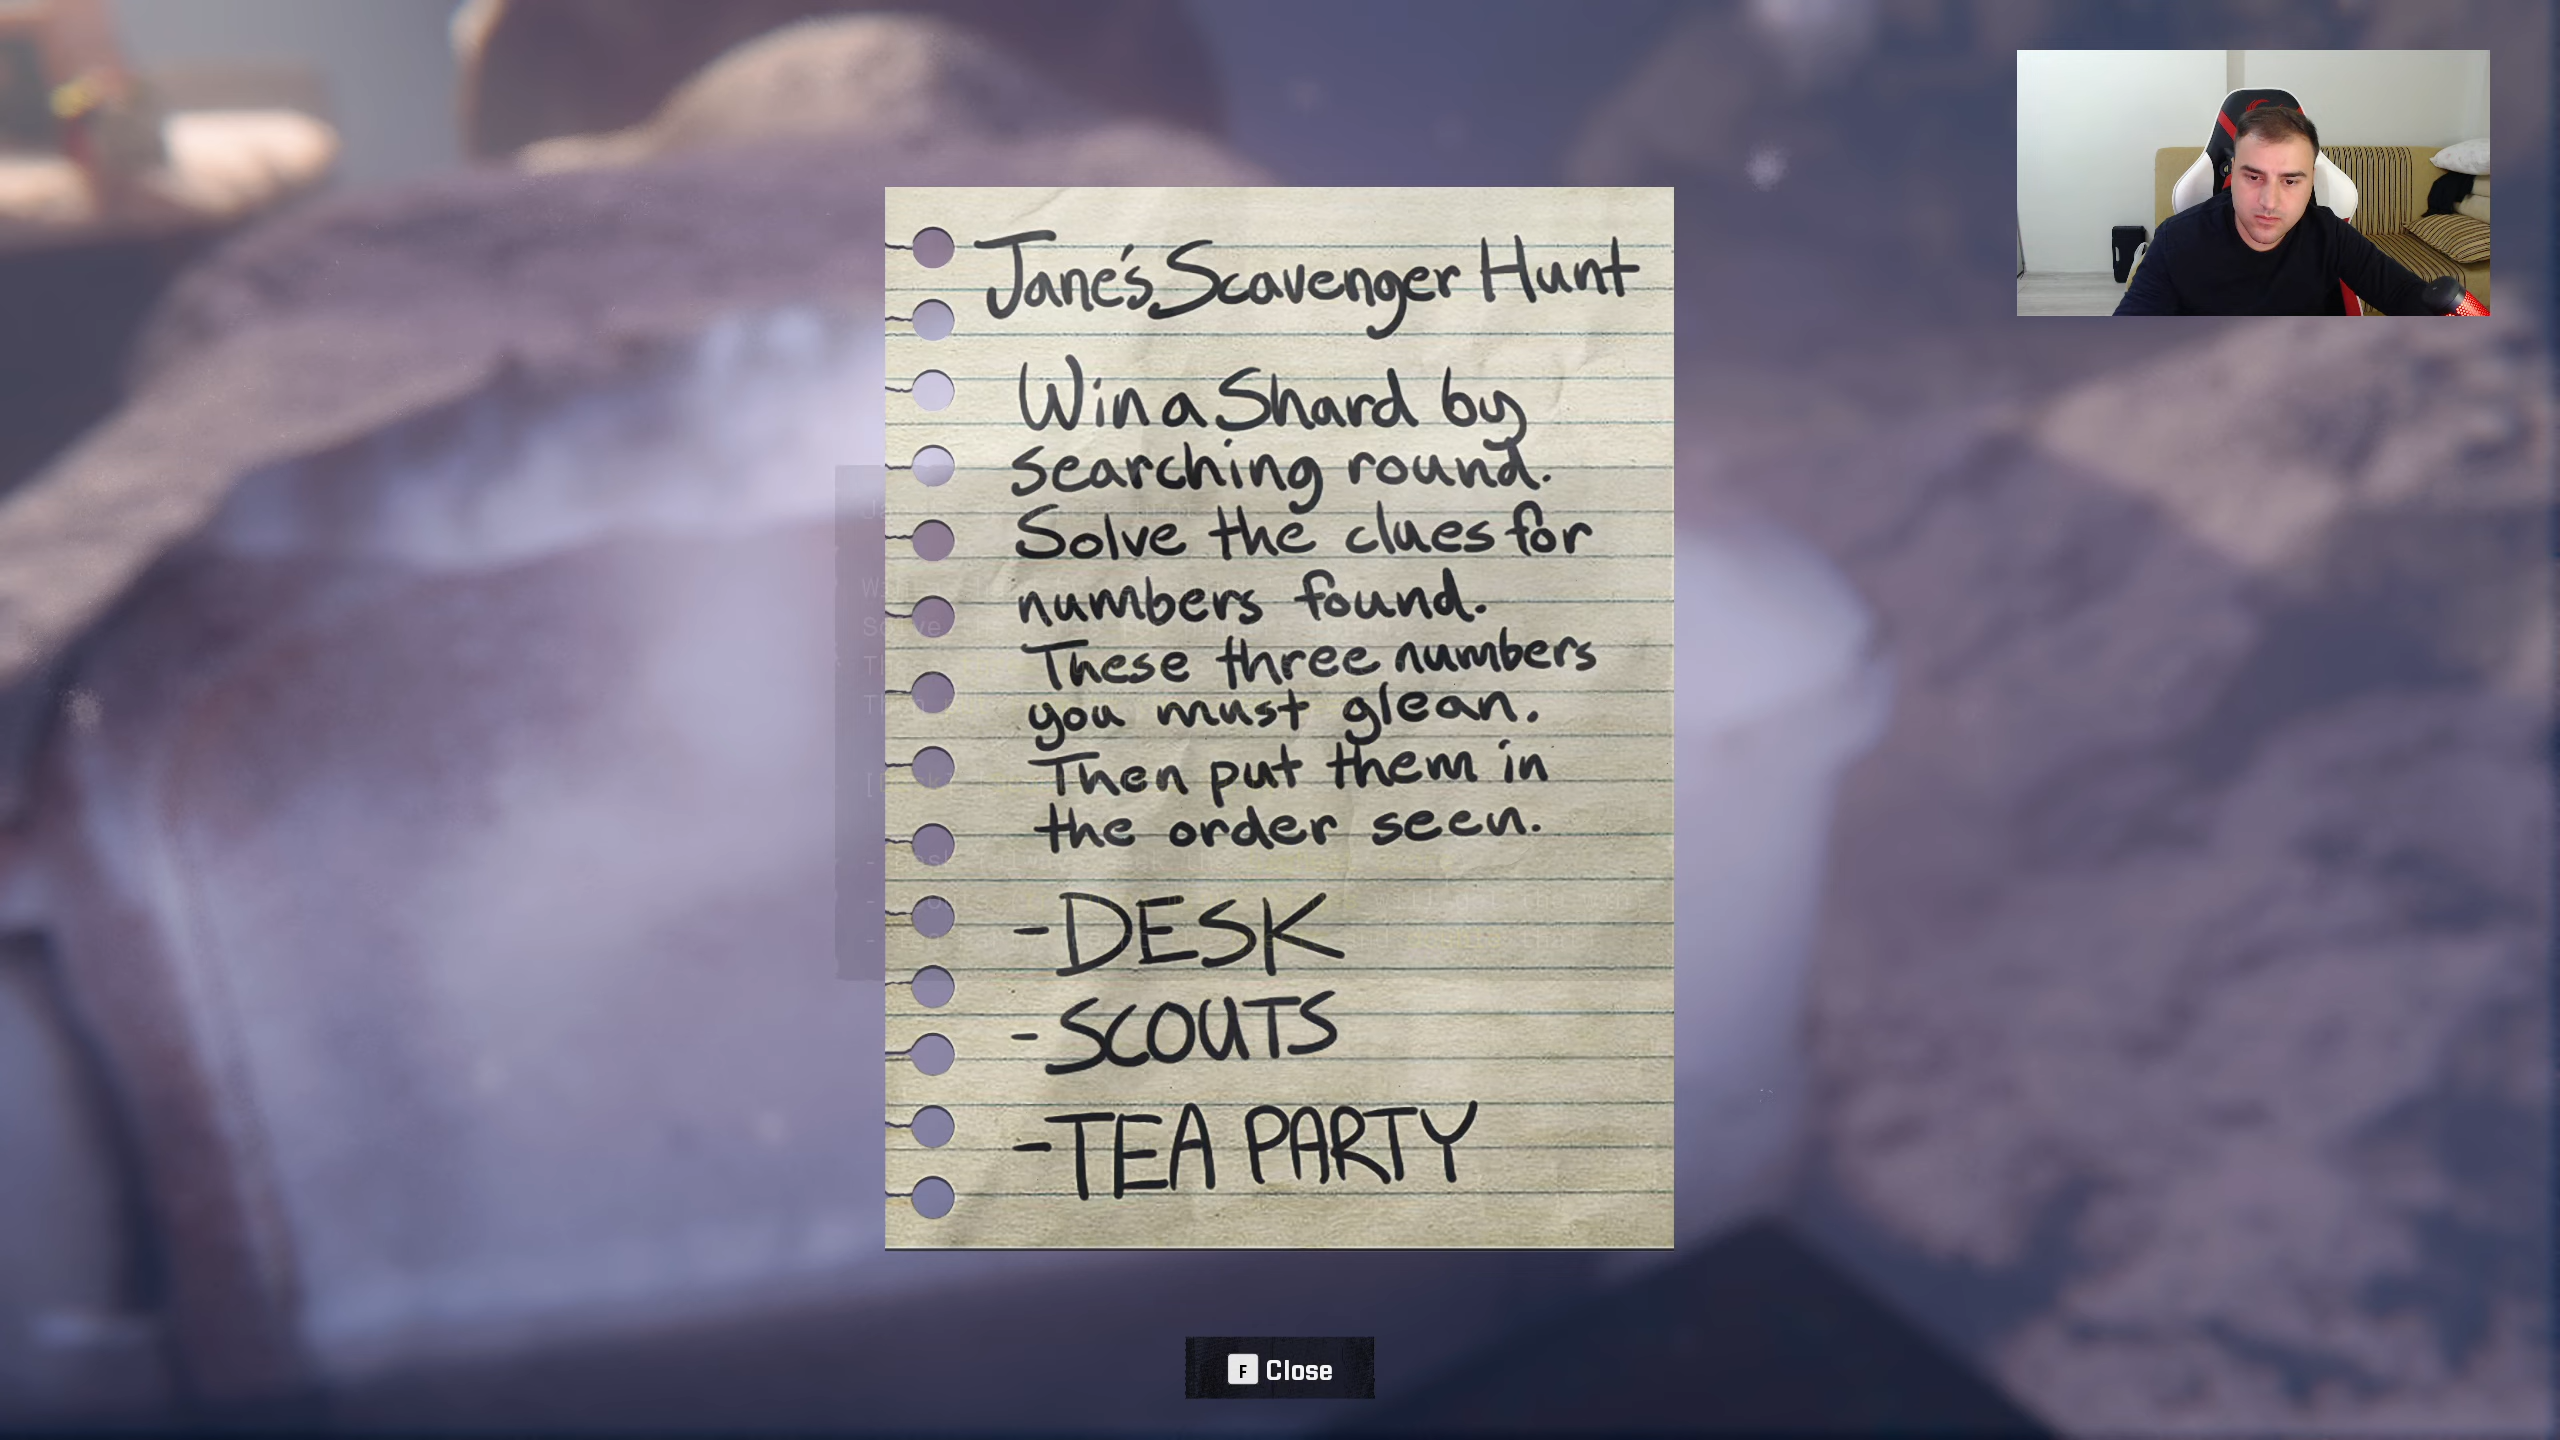 Jane's Scavenger Hunt
Win a Shard by
searching round.
Solve the clues for
numbers found.
These three numbers
you must glean.
Then put them in
the order seen.
-DESK
-SCOUTS
-TEA PARTY
F Close